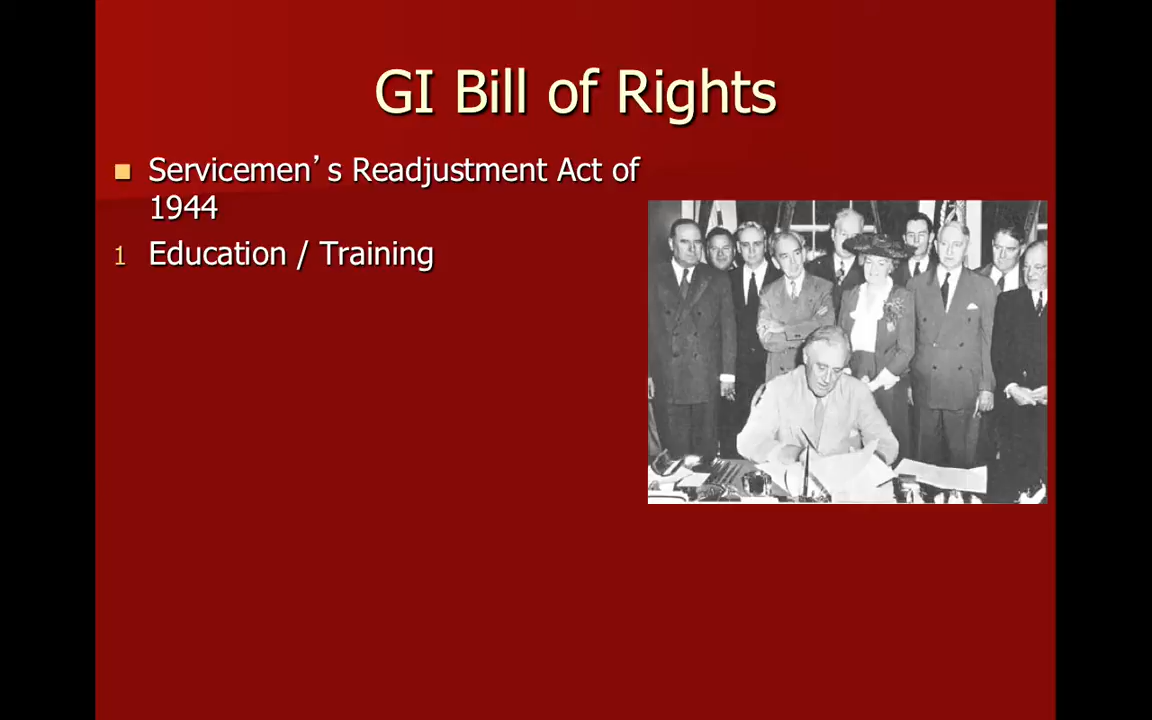 GI Bill of Rights
Servicemen’s Readjustment Act of
1944
1 Education / Training